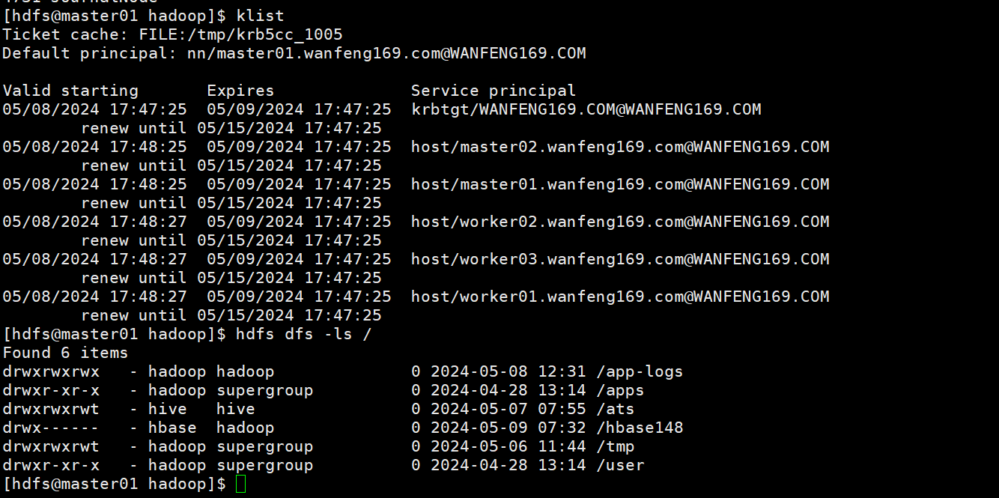 4731 JournalNode
[hdfs@master01 hadoop]$ klist
Ticket cache: FILE:/tmp/krb5cc_1005
Default principal: nn/master01.wanfeng169.com@WANFENG169.COM
Valid starting       Expires              Service principal
05/08/2024 17:47:25  05/09/2024 17:47:25  krbtgt/WANFENG169.COM@WANFENG169.COM
        renew until 05/15/2024 17:47:25
05/08/2024 17:48:25  05/09/2024 17:47:25  host/master02.wanfeng169.com@WANFENG169.COM
        renew until 05/15/2024 17:47:25
05/08/2024 17:48:25  05/09/2024 17:47:25  host/master01.wanfeng169.com@WANFENG169.COM
        renew until 05/15/2024 17:47:25
05/08/2024 17:48:27  05/09/2024 17:47:25  host/worker02.wanfeng169.com@WANFENG169.COM
        renew until 05/15/2024 17:47:25
05/08/2024 17:48:27  05/09/2024 17:47:25  host/worker03.wanfeng169.com@WANFENG169.COM
        renew until 05/15/2024 17:47:25
05/08/2024 17:48:27  05/09/2024 17:47:25  host/worker01.wanfeng169.com@WANFENG169.COM
        renew until 05/15/2024 17:47:25
[hdfs@master01 hadoop]$ hdfs dfs -ls /
Found 6 items
drwxrwxrwx   - hadoop hadoop              0 2024-05-08 12:31 /app-logs
drwxr-xr-x   - hadoop supergroup          0 2024-04-28 13:14 /apps
drwxrwxrwt   - hive   hive                0 2024-05-07 07:55 /ats
drwx------   - hbase  hadoop              0 2024-05-09 07:32 /hbase148
drwxrwxrwt   - hadoop supergroup          0 2024-05-06 11:44 /tmp
drwxr-xr-x   - hadoop supergroup          0 2024-04-28 13:14 /user
[hdfs@master01 hadoop]$